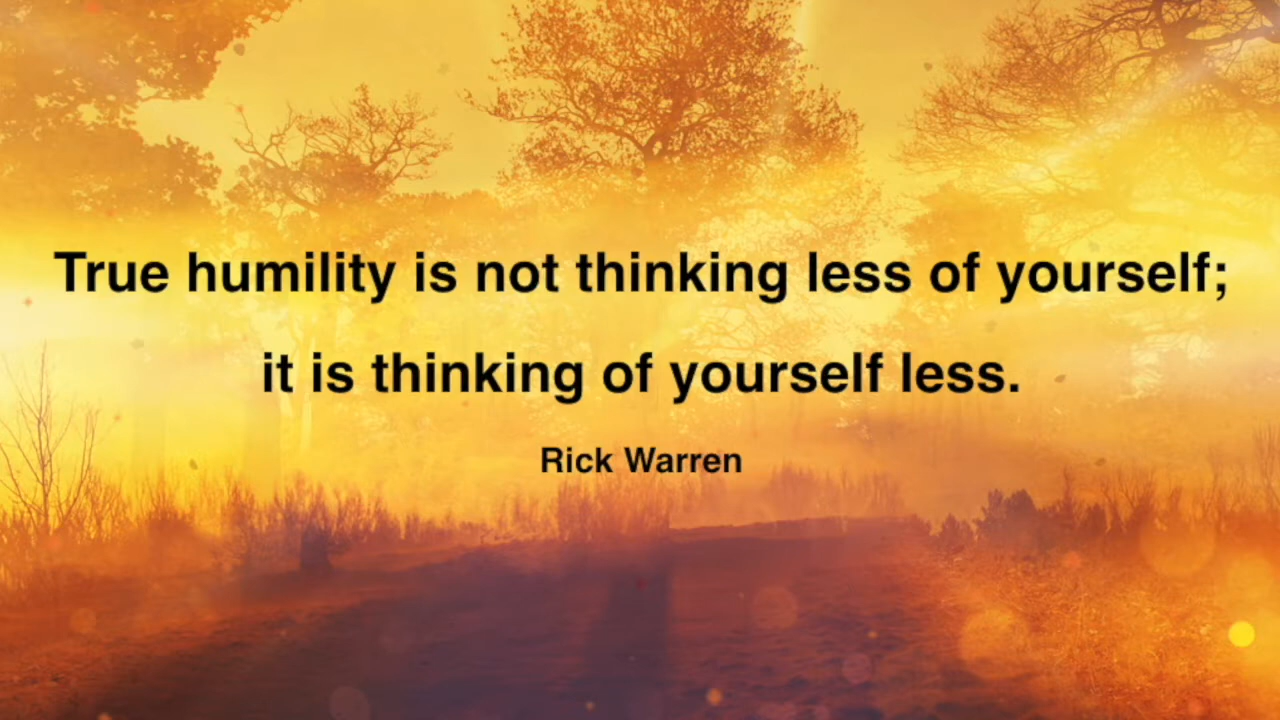 True humility is not thinking less of yourself;
it is thinking of yourself less.
Rick Warren